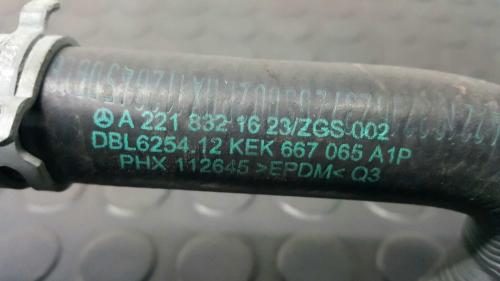 A 221 832 16 23/ZGS-002
DBL6254.12 KEK 667 065 A1P
PHX 112645 >EPDM< Q3